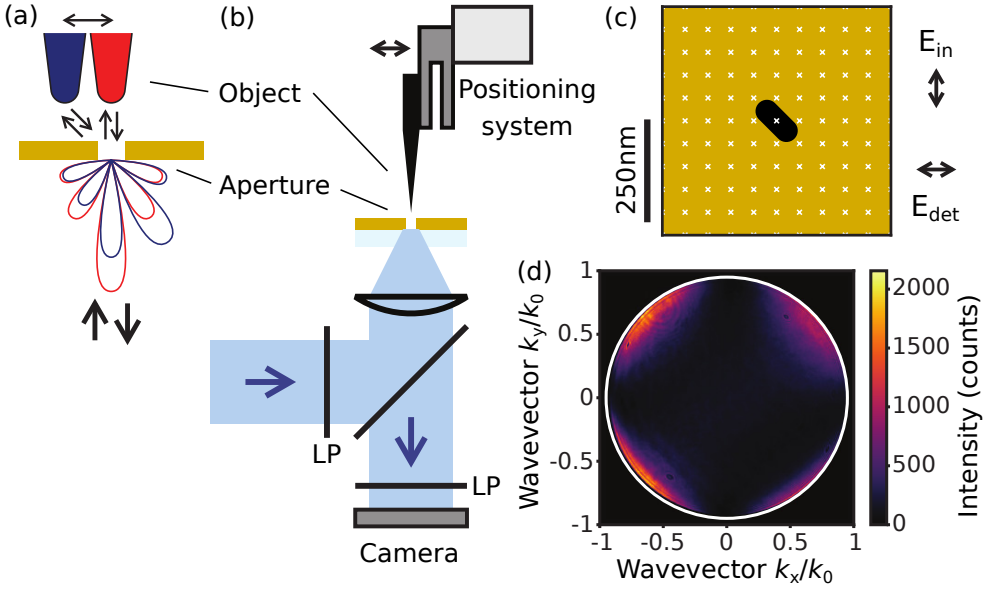 (a)
(b)
Object
Aperture
Positioning
system
LP
LP
Camera
(c)
250nm
E_in
E_det
(d)
1
0.5
0
-0.5
-1
Wavevector k_y/k_0
-1
-0.5
0
0.5
1
Wavevector k_x/k_0
2000
1500
1000
500
0
Intensity (counts)